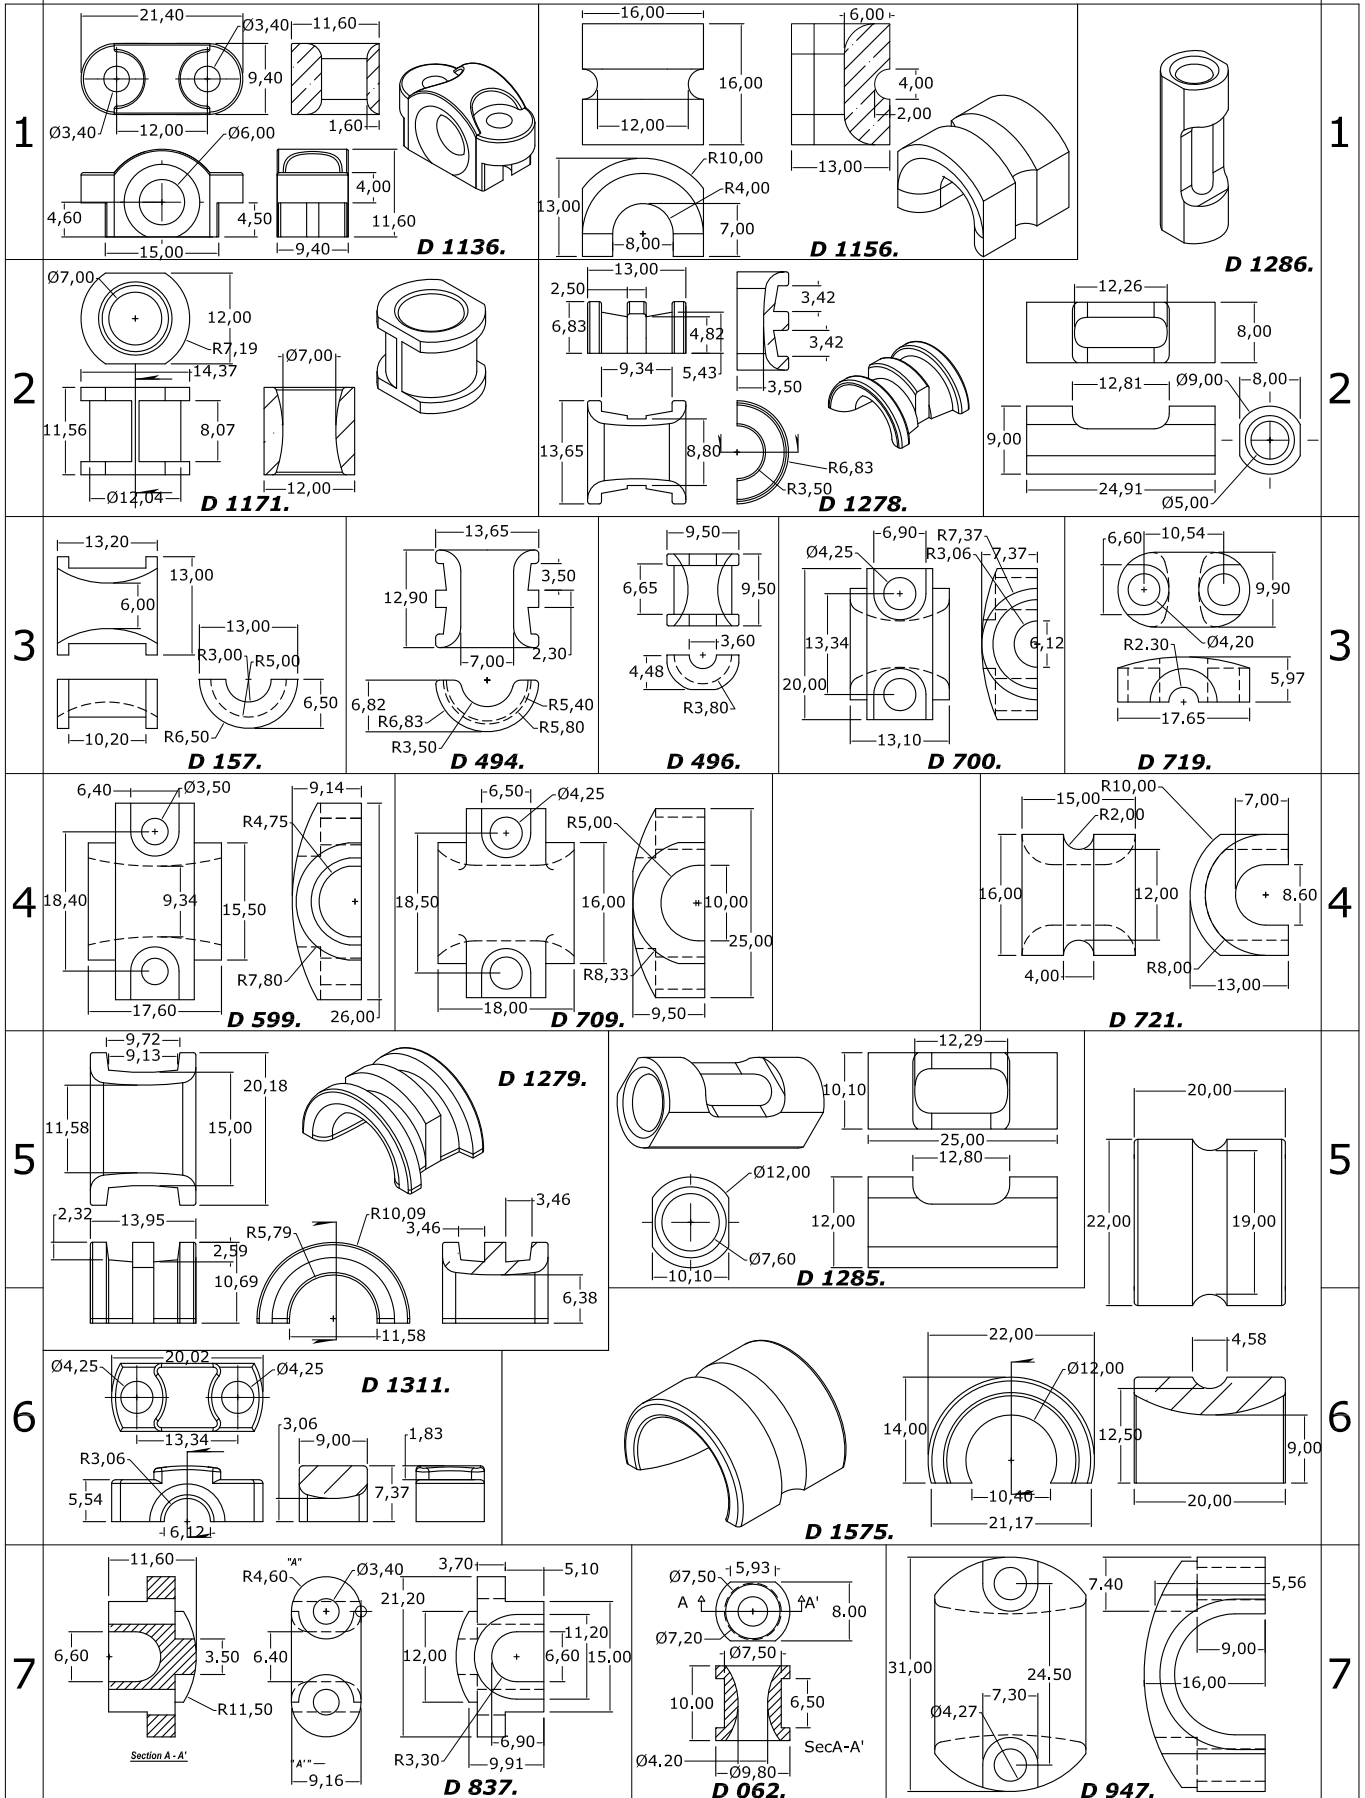 1
21,40
Ø3,40
9,40
Ø3,40
12,00
11,60
1,60
Ø6,00
4,60
4,50
15,00
4,00
11,60
9,40
D 1136.
16,00
16,00
12,00
6,00
4,00
2,00
13,00
R10,00
R4,00
13,00
7,00
8,00
D 1156.
D 1286.
1
2
Ø7,00
12,00
R7,19
14,37
11,56
8,07
Ø12,04
Ø7,00
12,00
D 1171.
13,00
2,50
6,83
4,82
5,43
3,42
3,42
3,50
9,34
13,65
8,80
R6,83
R3,50
D 1278.
12,26
8,00
12,81
9,00
24,91
Ø9,00
8,00
Ø5,00
2
3
13,20
13,00
6,00
13,00
R3,00
R5,00
6,50
R6,50
10,20
D 157.
13,65
12,90
3,50
7,00
2,30
6,82
R5,40
R6,83
R5,80
R3,50
D 494.
9,50
6,65
9,50
3,60
4,48
R3,80
D 496.
6,90
Ø4,25
R7,37
R3,06
7,37
13,34
6,12
20,00
13,10
D 700.
6,60
10,54
9,90
R2.30
Ø4,20
5,97
17,65
D 719.
3
4
6,40
Ø3,50
9,14
R4,75
18,40
9,34
15,50
R7,80
17,60
26,00
D 599.
6,50
Ø4,25
R5,00
18,50
16,00
10,00
25,00
R8,33
18,00
9,50
D 709.
15,00
R10,00
R2,00
7,00
16,00
12,00
8.60
R8,00
4,00
13,00
D 721.
4
5
9,72
9,13
20,18
11,58
15,00
D 1279.
2,32
13,95
2,59
10,69
R5,79
R10,09
11,58
3,46
3,46
6,38
12,29
10,10
25,00
12,80
12,00
Ø12,00
Ø7,60
10,10
D 1285.
20,00
22,00
19,00
5
6
20,02
Ø4,25
Ø4,25
D 1311.
13,34
R3,06
5,54
6,12
3,06
9,00
1,83
7,37
22,00
Ø12,00
14,00
10,40
21,17
4,58
12,50
9,00
20,00
D 1575.
6
7
11,60
6,60
3.50
R11,50
Section A - A'
"A"
R4,60
Ø3,40
6.40
"A'"
9,16
3,70
5,10
21,20
11,20
12,00
6,60
15.00
6,90
R3,30
9,91
D 837.
5,93
Ø7,50
A
A'
8.00
Ø7,20
Ø7,50
10.00
6,50
SecA-A'
Ø4.20
Ø9,80
D 062.
7.40
5,56
9,00
31,00
24.50
16,00
7,30
Ø4,27
D 947.
7